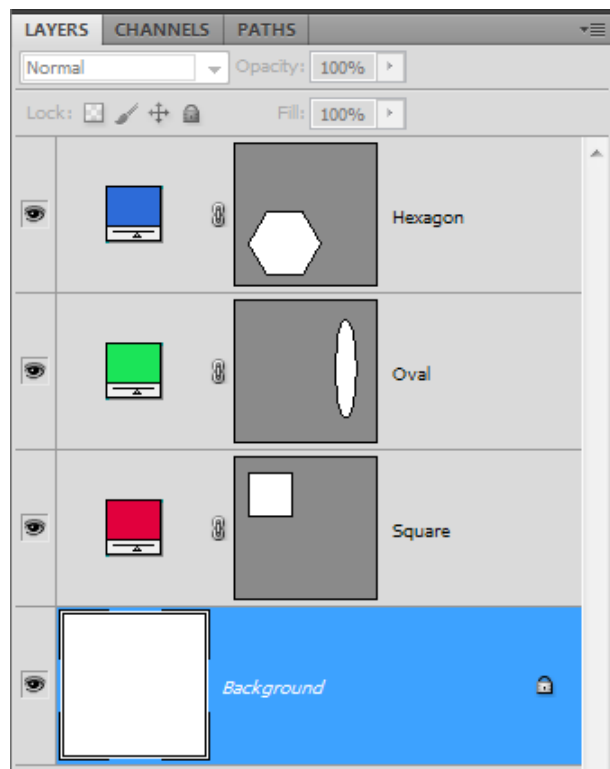 LAYERS CHANNELS PATHS
Normal Opacity: 100%
Lock: Fill: 100%
Hexagon
Oval
Square
Background